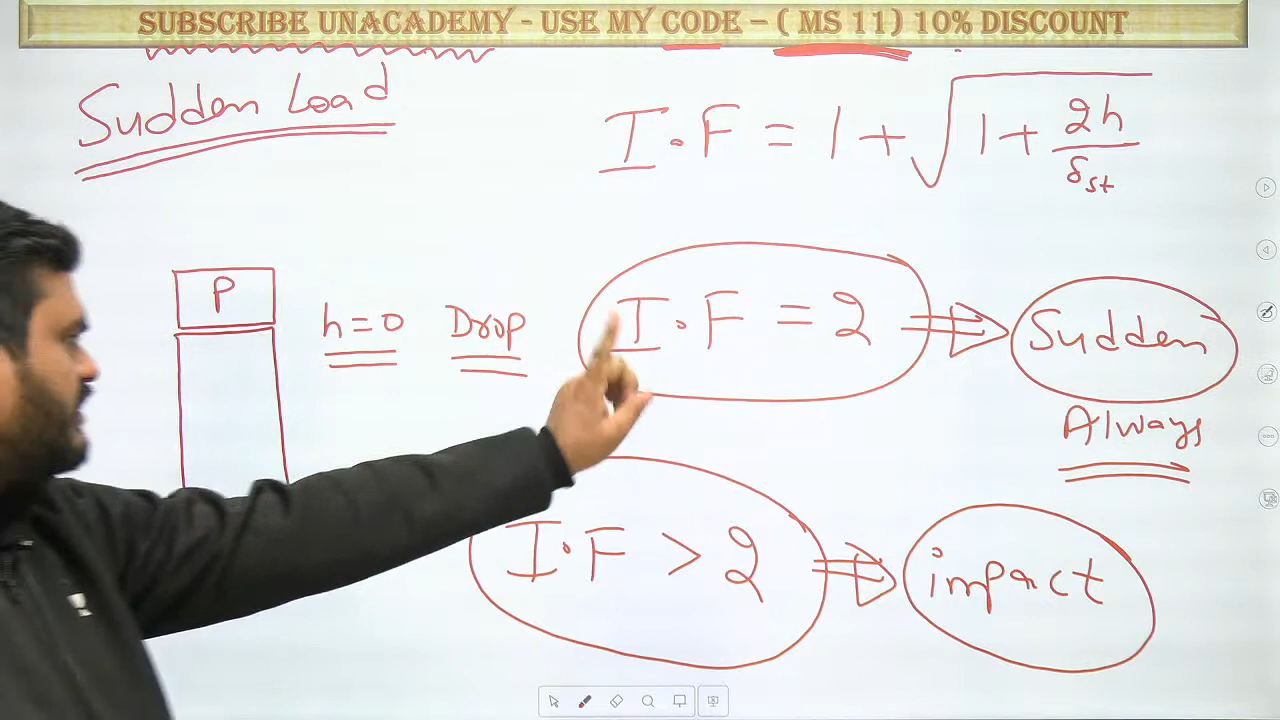 SUBSCRIBE UNACADEMY - USE MY CODE – ( MS 11) 10% DISCOUNT
Sudden Load
I.F = 1 + √(1 + 2h/δst)
P
h=0 Drop
I.F = 2 ⇒ Sudden
Always
I.F > 2 ⇒ impact